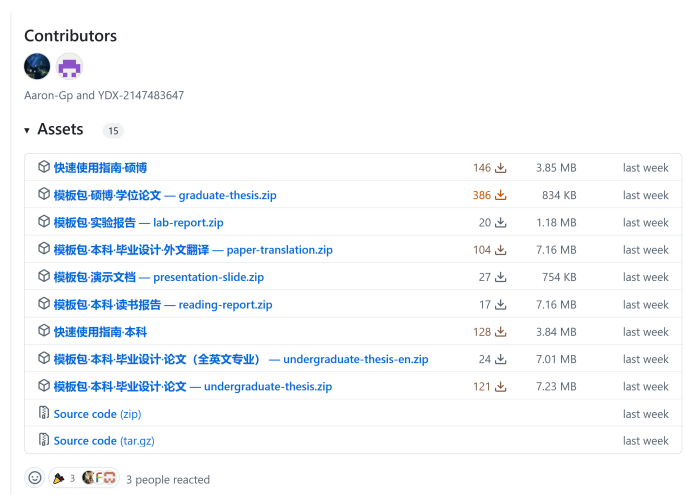 Contributors
Aaron-Gp and YDX-2147483647
Assets 15
快速使用指南·硕博 146 3.85 MB last week
模板包·硕博·学位论文 — graduate-thesis.zip 386 834 KB last week
模板包·实验报告 — lab-report.zip 20 1.18 MB last week
模板包·本科·毕业设计·外文翻译 — paper-translation.zip 104 7.16 MB last week
模板包·演示文档 — presentation-slide.zip 27 754 KB last week
模板包·本科·读书报告 — reading-report.zip 17 7.16 MB last week
快速使用指南·本科 128 3.84 MB last week
模板包·本科·毕业设计·论文（全英文专业） — undergraduate-thesis-en.zip 24 7.01 MB last week
模板包·本科·毕业设计·论文 — undergraduate-thesis.zip 121 7.23 MB last week
Source code (zip) last week
Source code (tar.gz) last week
3 3 people reacted